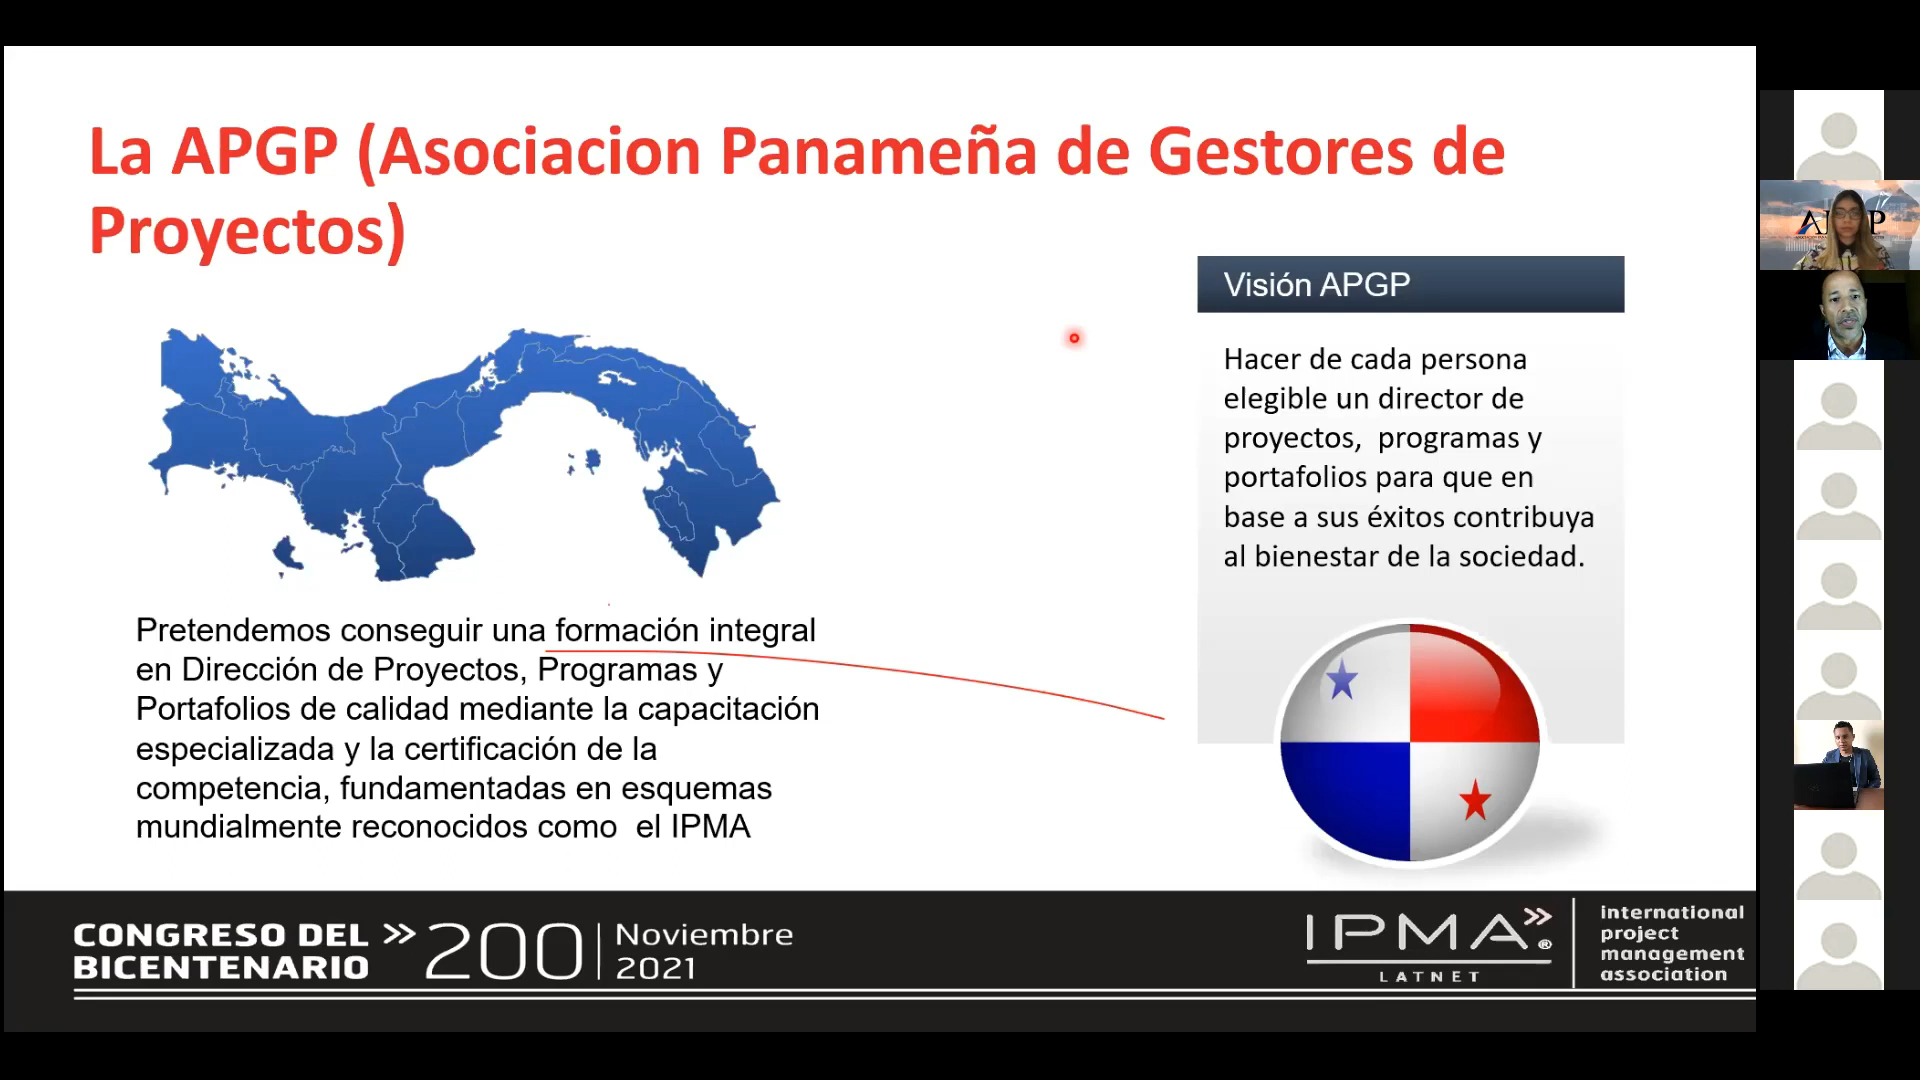 La APGP (Asociacion Panameña de Gestores de
Proyectos)
Visión APGP
Hacer de cada persona
elegible un director de
proyectos, programas y
portafolios para que en
base a sus éxitos contribuya
al bienestar de la sociedad.
Pretendemos conseguir una formación integral
en Dirección de Proyectos, Programas y
Portafolios de calidad mediante la capacitación
especializada y la certificación de la
competencia, fundamentadas en esquemas
mundialmente reconocidos como el IPMA
CONGRESO DEL
BICENTENARIO
» 200
Noviembre
2021
IPMA»®
LATNET
international
project
management
association